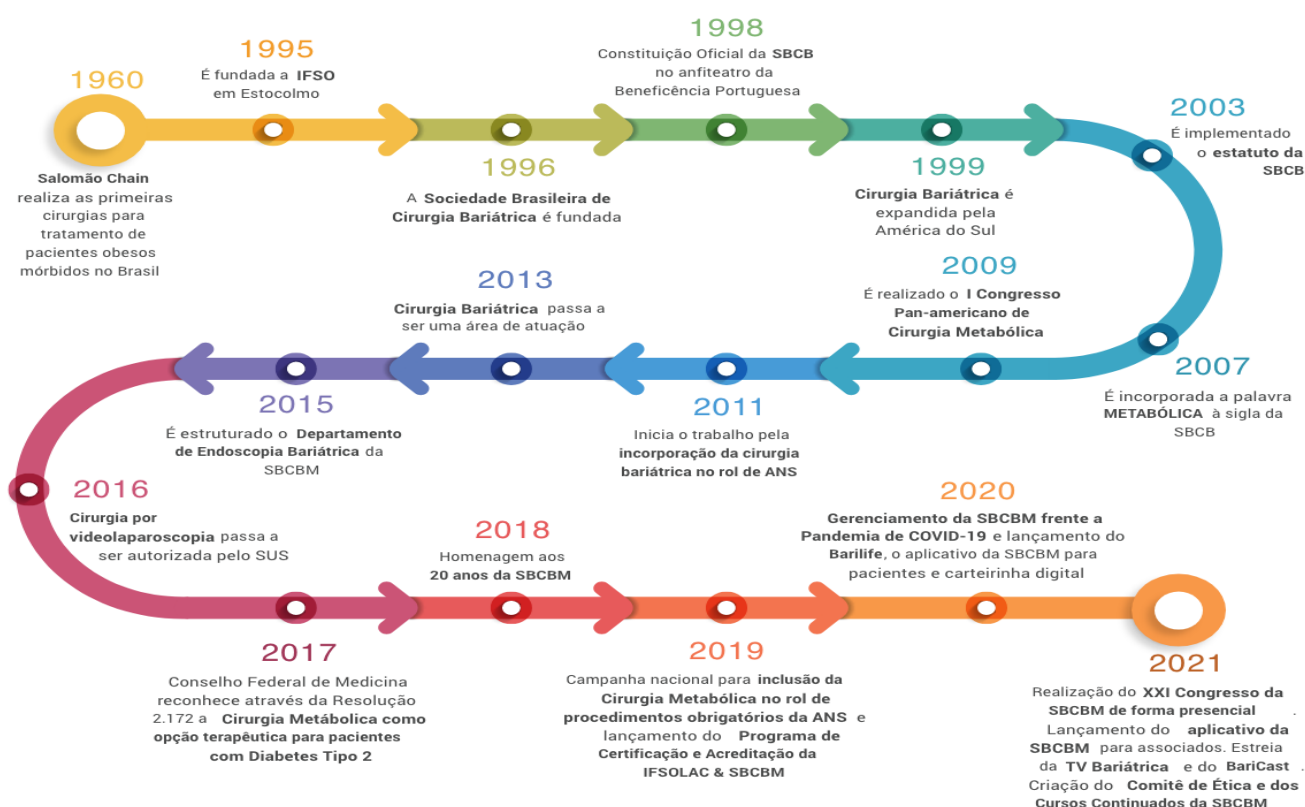 1960
Salomão Chain
realiza as primeiras
cirurgias para
tratamento de
pacientes obesos
mórbidos no Brasil
1995
É fundada a IFSO
em Estocolmo
1996
A Sociedade Brasileira de
Cirurgia Bariátrica é fundada
1998
Constituição Oficial da SBCB
no anfiteatro da
Beneficência Portuguesa
1999
Cirurgia Bariátrica é
expandida pela
América do Sul
2003
É implementado
o estatuto da
SBCB
2007
É incorporada a palavra
METABÓLICA à sigla da
SBCB
2009
É realizado o I Congresso
Pan-americano de
Cirurgia Metabólica
2011
Inicia o trabalho pela
incorporação da cirurgia
bariátrica no rol de ANS
2013
Cirurgia Bariátrica passa a
ser uma área de atuação
2015
É estruturado o Departamento
de Endoscopia Bariátrica da
SBCBM
2016
Cirurgia por
videolaparoscopia passa a
ser autorizada pelo SUS
2017
Conselho Federal de Medicina
reconhece através da Resolução
2.172 a Cirurgia Metábolica como
opção terapêutica para pacientes
com Diabetes Tipo 2
2018
Homenagem aos
20 anos da SBCBM
2019
Campanha nacional para inclusão da
Cirurgia Metabólica no rol de
procedimentos obrigatórios da ANS e
lançamento do Programa de
Certificação e Acreditação da
IFSOLAC & SBCBM
2020
Gerenciamento da SBCBM frente a
Pandemia de COVID-19 e lançamento do
Barilife, o aplicativo da SBCBM para
pacientes e carteirinha digital
2021
Realização do XXI Congresso da
SBCBM de forma presencial .
Lançamento do aplicativo da
SBCBM para associados. Estreia
da TV Bariátrica e do BariCast .
Criação do Comitê de Ética e dos
Cursos Continuados da SBCBM